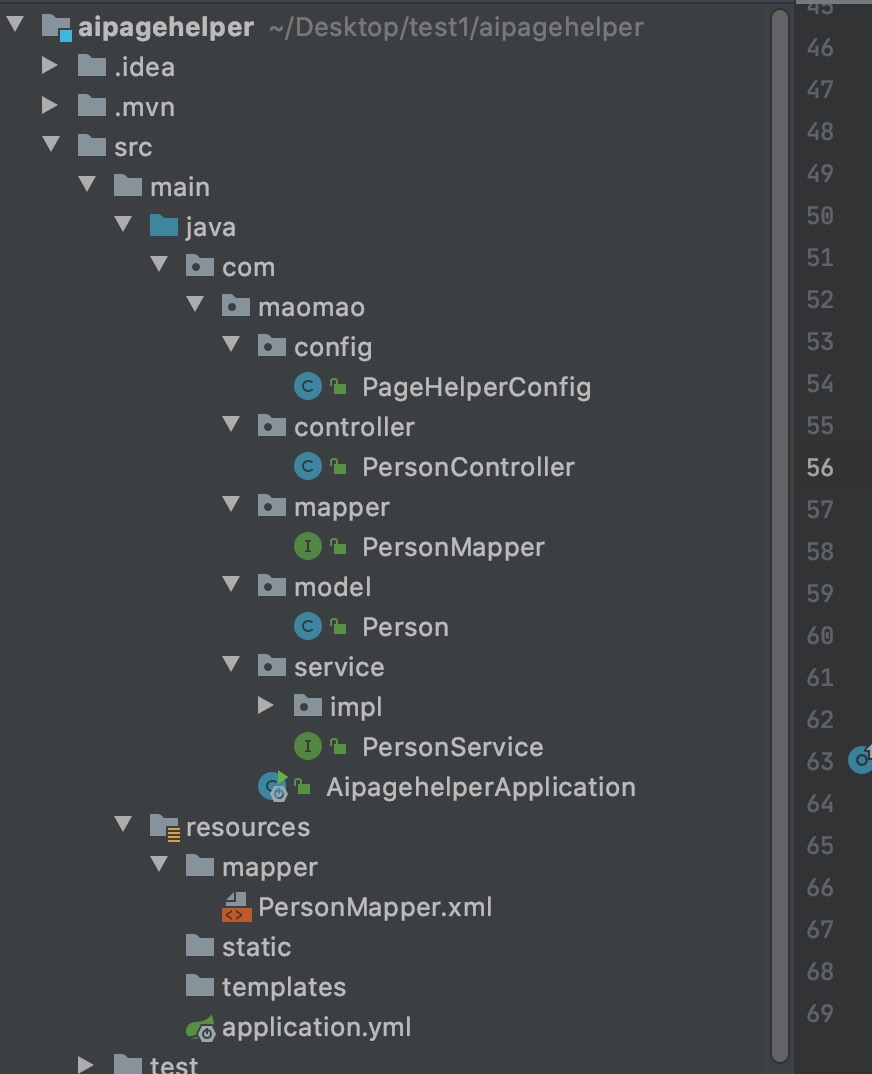 aipagehelper ~/Desktop/test1/aipagehelper
45
.idea
46
.mvn
47
src
48
main
49
java
50
com
51
maomao
52
config
53
PageHelperConfig
54
controller
55
PersonController
56
mapper
57
PersonMapper
58
model
59
Person
60
service
61
impl
62
PersonService
63
AipagehelperApplication
64
resources
65
mapper
66
PersonMapper.xml
67
static
68
templates
69
application.yml
test